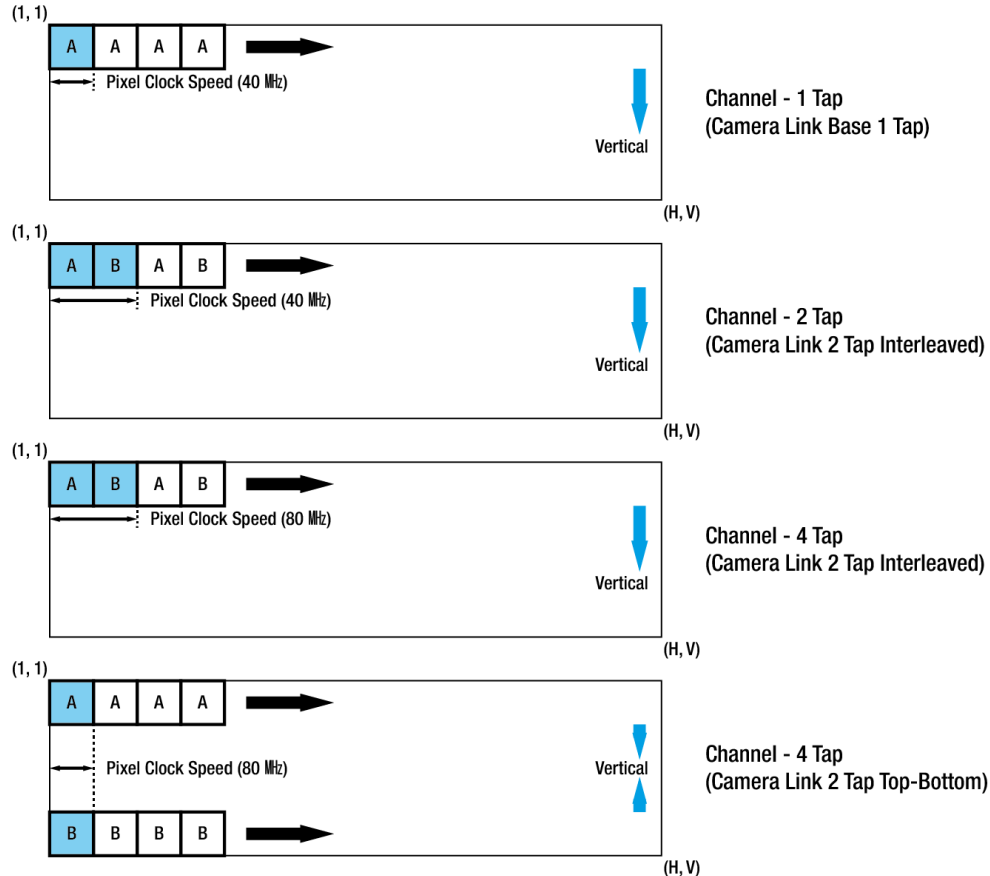 (1, 1)
A A A A
Pixel Clock Speed (40 ㎒)
Vertical
Channel - 1 Tap
(Camera Link Base 1 Tap)
(H, V)
(1, 1)
A B A B
Pixel Clock Speed (40 ㎒)
Vertical
Channel - 2 Tap
(Camera Link 2 Tap Interleaved)
(H, V)
(1, 1)
A B A B
Pixel Clock Speed (80 ㎒)
Vertical
Channel - 4 Tap
(Camera Link 2 Tap Interleaved)
(H, V)
(1, 1)
A A A A
Pixel Clock Speed (80 ㎒)
Vertical
Channel - 4 Tap
(Camera Link 2 Tap Top-Bottom)
B B B B
(H, V)